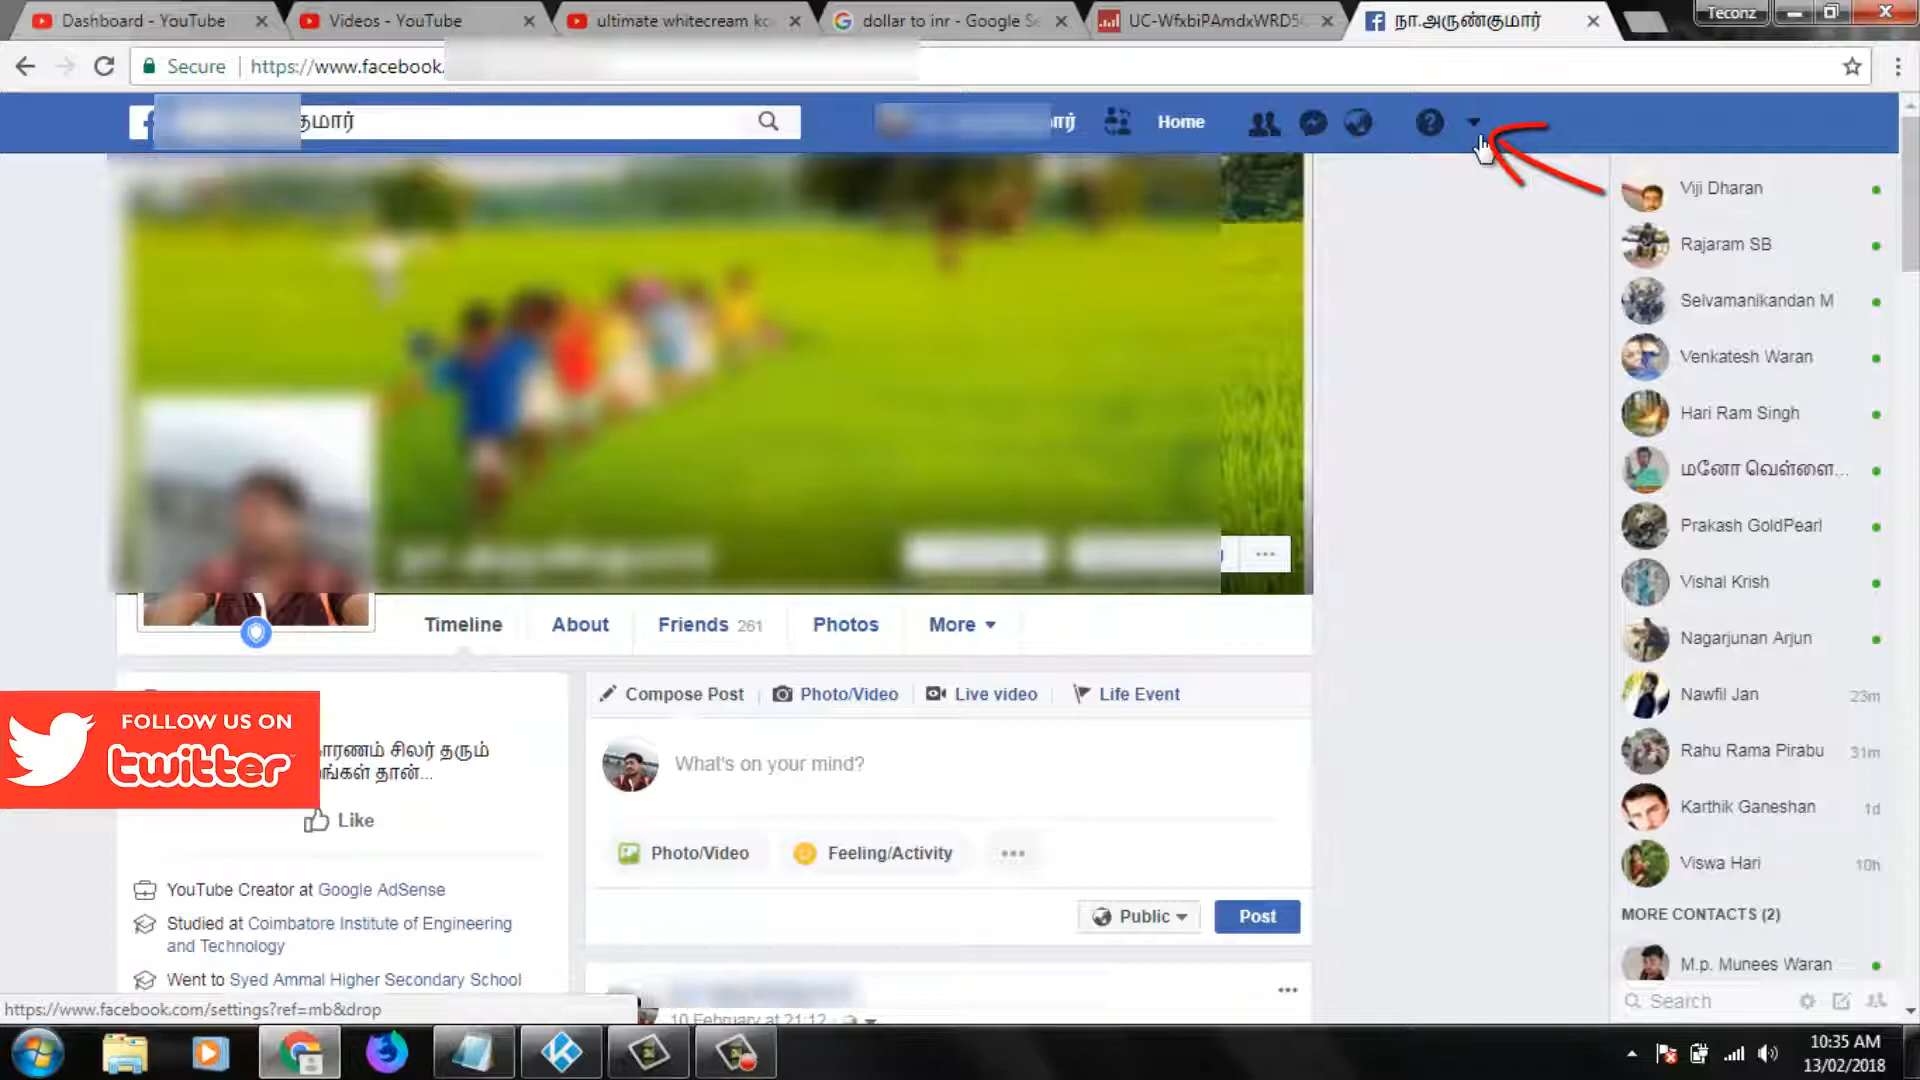 Dashboard - YouTube
Videos - YouTube
ultimate whitecream ko
dollar to inr - Google Se
UC-WfxbiPAmdxWRD5
நா.அருண்குமார்
Teconz
Secure
https://www.facebook.
குமார்
ார்
Home
Viji Dharan
Rajaram SB
Selvamanikandan M
Venkatesh Waran
Hari Ram Singh
மனோ வெள்ளை...
Prakash GoldPearl
Vishal Krish
Nagarjunan Arjun
Nawfil Jan 23m
Rahu Rama Pirabu 31m
Karthik Ganeshan 1d
Viswa Hari 10h
MORE CONTACTS (2)
M.p. Munees Waran
Search
Timeline
About
Friends 261
Photos
More
Compose Post
Photo/Video
Live video
Life Event
What's on your mind?
Photo/Video
Feeling/Activity
Public
Post
FOLLOW US ON
twitter
சிலர் தரும்
தான்...
Like
YouTube Creator at Google AdSense
Studied at Coimbatore Institute of Engineering
and Technology
Went to Syed Ammal Higher Secondary School
10 February at 21:12
https://www.facebook.com/settings?ref=mb&drop
10:35 AM
13/02/2018